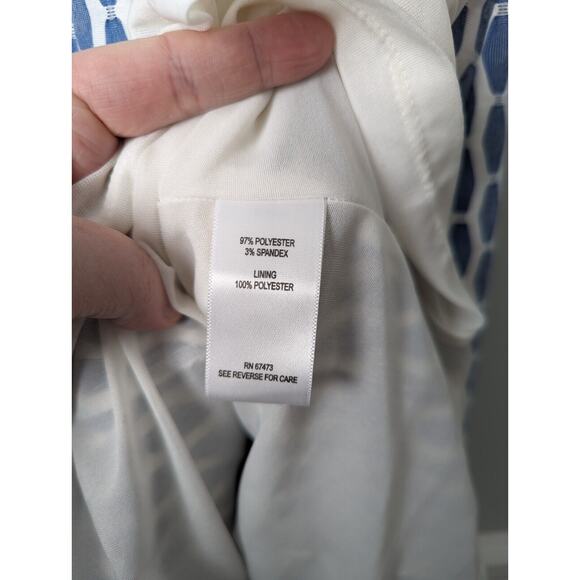 97% POLYESTER
3% SPANDEX
LINING
100% POLYESTER
RN 67473
SEE REVERSE FOR CARE